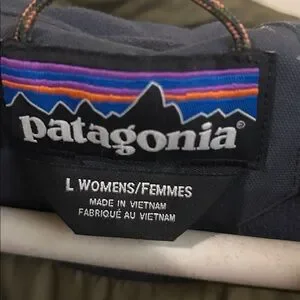 patagonia®
L WOMENS/FEMMES
MADE IN VIETNAM
FABRIQUÉ AU VIETNAM